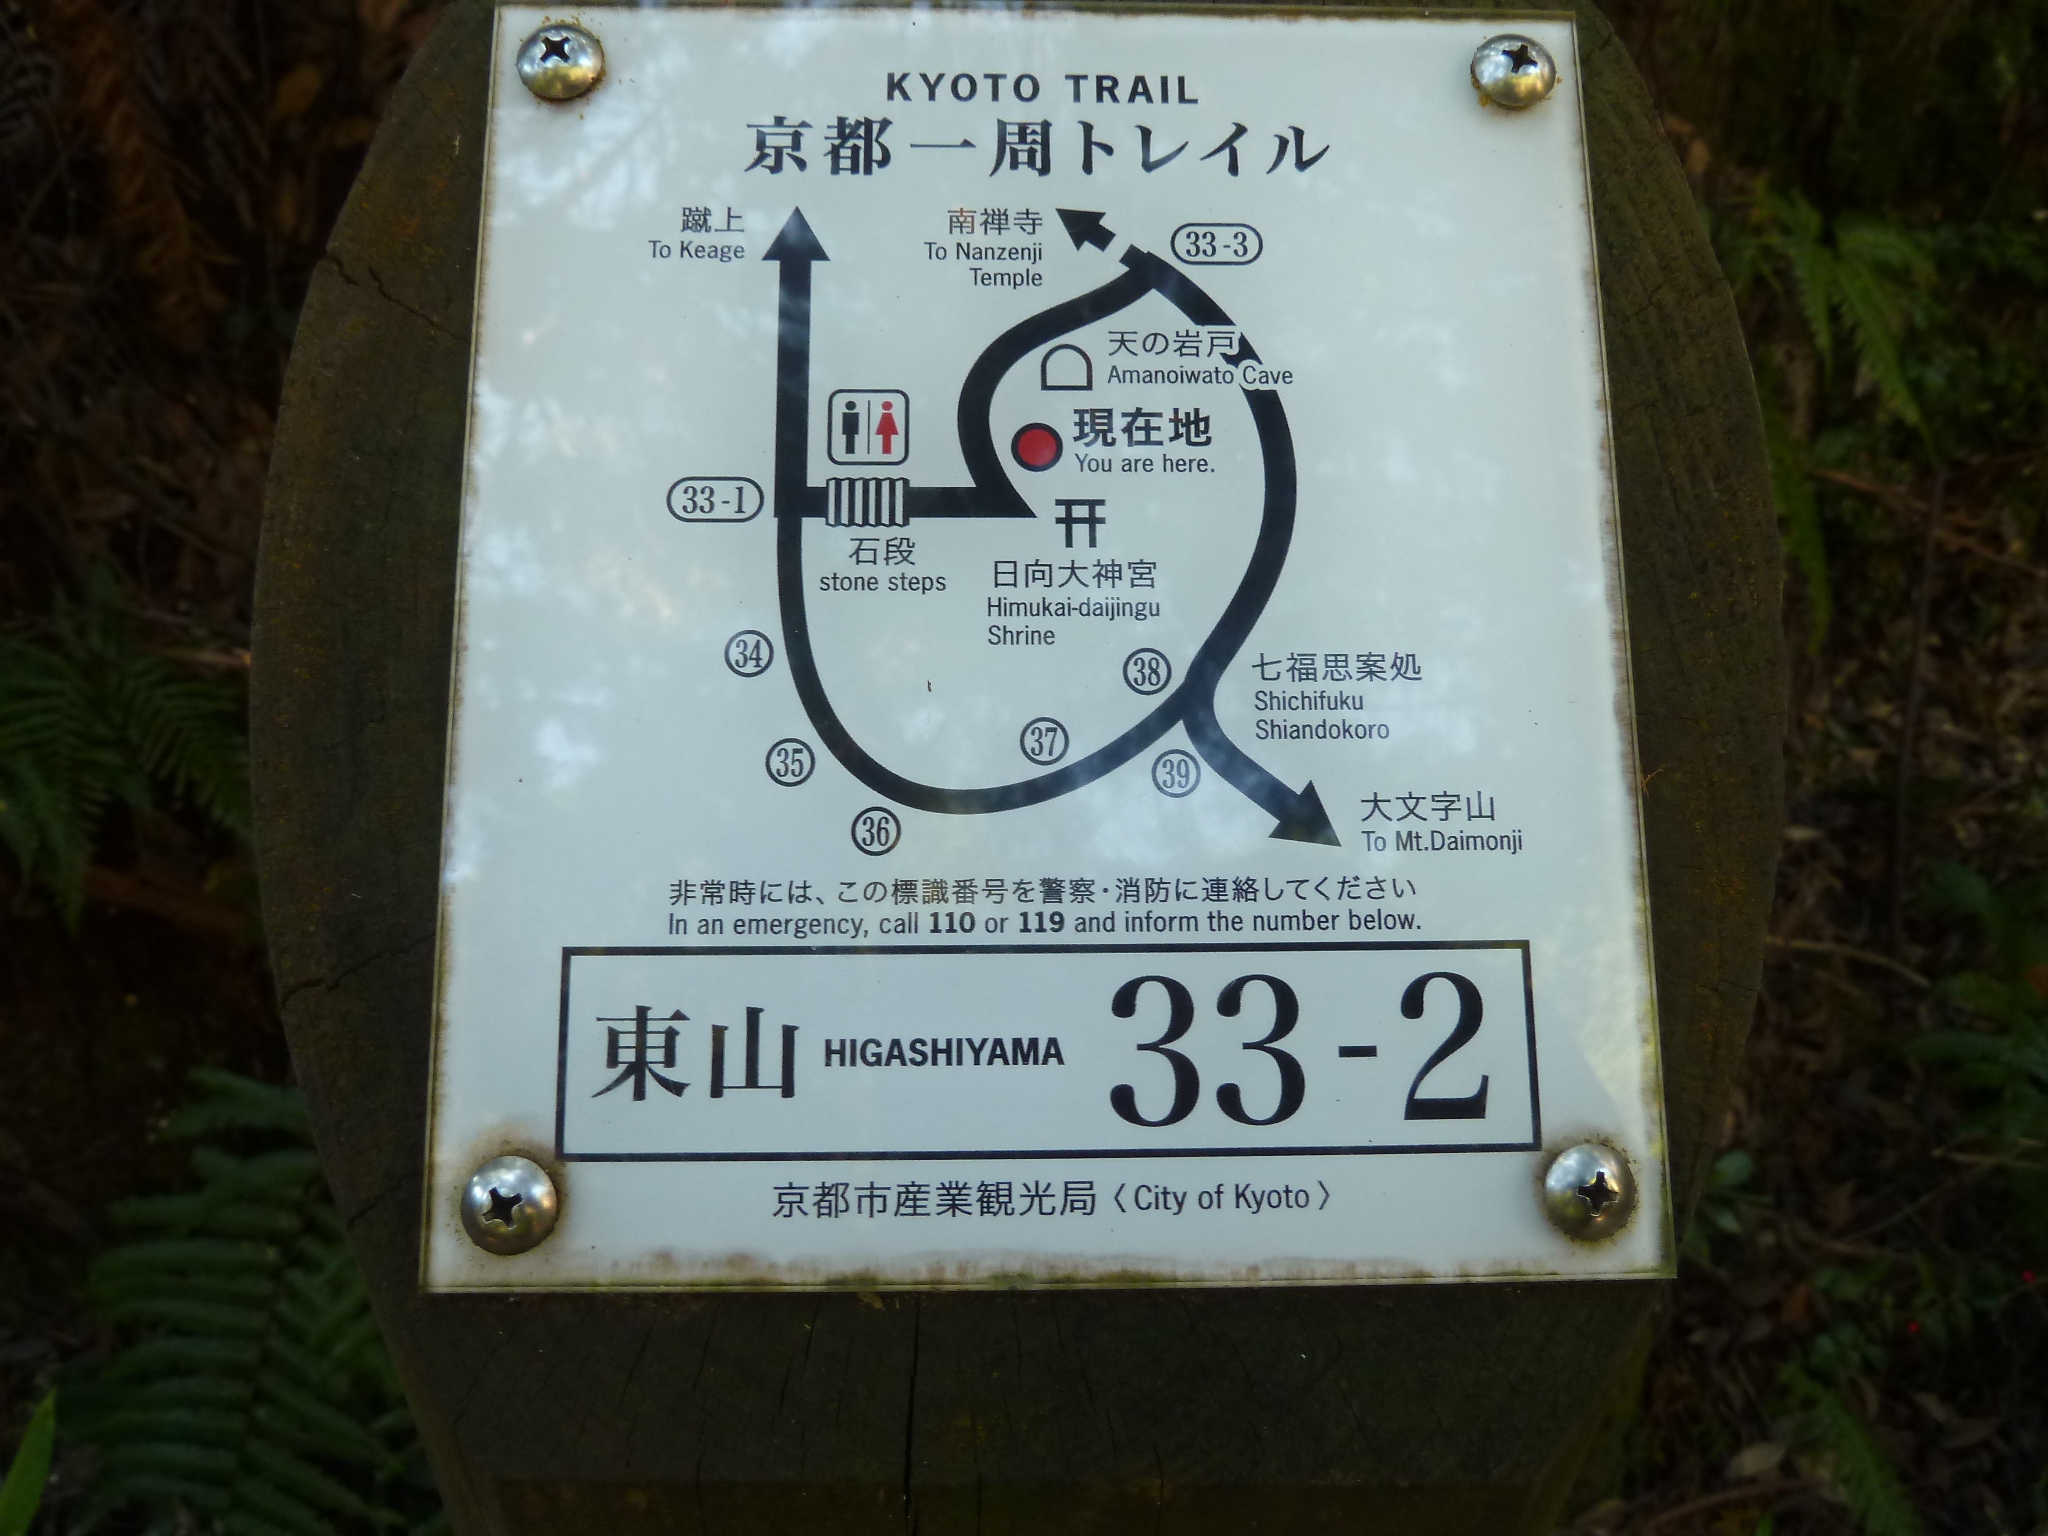 KYOTO TRAIL
京都一周トレイル
蹴上
To Keage
南禅寺
To Nanzenji
Temple
33-3
天の岩戸
Amanoiwato Cave
現在地
You are here.
33-1
石段
stone steps
日向大神宮
Himukai-daijingu
Shrine
34
38
七福思案処
Shichifuku
Shiandokoro
35
37
39
36
大文字山
To Mt.Daimonji
非常時には、この標識番号を警察・消防に連絡してください
In an emergency, call 110 or 119 and inform the number below.
東山 HIGASHIYAMA 33-2
京都市産業観光局〈City of Kyoto〉